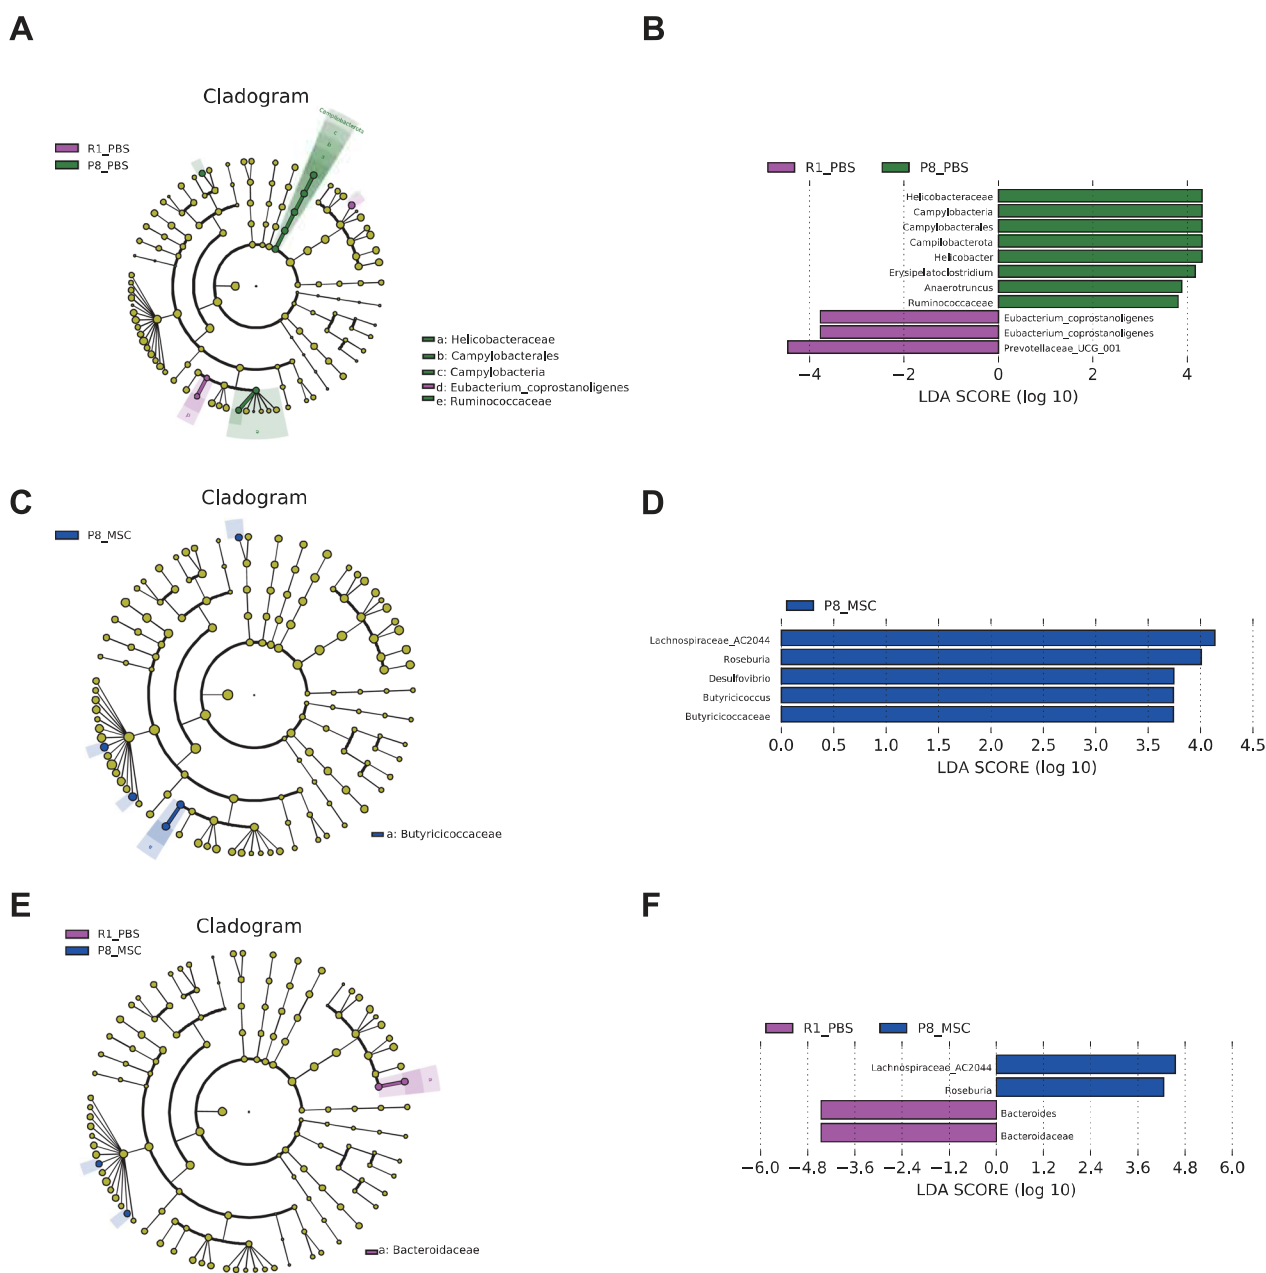 A
B
Cladogram
R1_PBS
P8_PBS
Campilobacterota
c
b
a
a: Helicobacteraceae
b: Campylobacterales
c: Campylobacteria
d: Eubacterium_coprostanoligenes
e: Ruminococcaceae
R1_PBS P8_PBS
Helicobacteraceae
Campylobacteria
Campylobacterales
Campilobacterota
Helicobacter
Erysipelatoclostridium
Anaerotruncus
Ruminococcaceae
Eubacterium_coprostanoligenes
Eubacterium_coprostanoligenes
Prevotellaceae_UCG_001
−4 −2 0 2 4
LDA SCORE (log 10)
C
D
Cladogram
P8_MSC
a: Butyricicoccaceae
P8_MSC
Lachnospiraceae_AC2044
Roseburia
Desulfovibrio
Butyricicoccus
Butyricicoccaceae
0.0 0.5 1.0 1.5 2.0 2.5 3.0 3.5 4.0 4.5
LDA SCORE (log 10)
E
F
Cladogram
R1_PBS
P8_MSC
a: Bacteroidaceae
R1_PBS P8_MSC
Lachnospiraceae_AC2044
Roseburia
Bacteroides
Bacteroidaceae
−6.0 −4.8 −3.6 −2.4 −1.2 0.0 1.2 2.4 3.6 4.8 6.0
LDA SCORE (log 10)